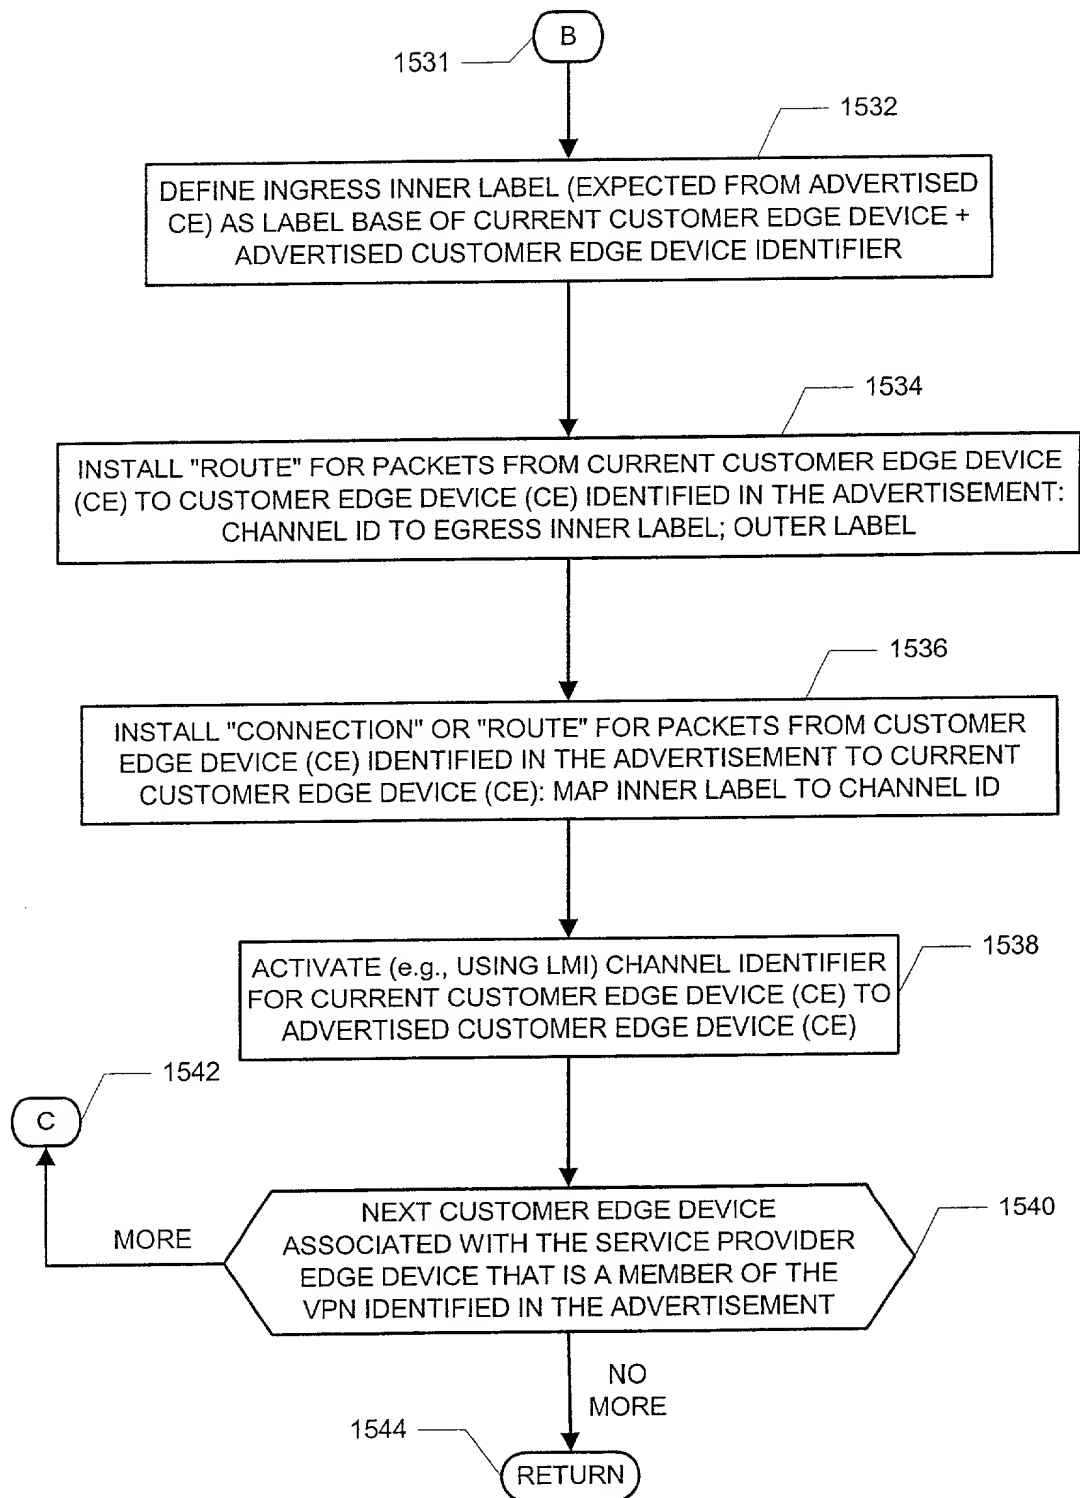 B
1531
1532
DEFINE INGRESS INNER LABEL (EXPECTED FROM ADVERTISED
CE) AS LABEL BASE OF CURRENT CUSTOMER EDGE DEVICE +
ADVERTISED CUSTOMER EDGE DEVICE IDENTIFIER
1534
INSTALL "ROUTE" FOR PACKETS FROM CURRENT CUSTOMER EDGE DEVICE
(CE) TO CUSTOMER EDGE DEVICE (CE) IDENTIFIED IN THE ADVERTISEMENT:
CHANNEL ID TO EGRESS INNER LABEL; OUTER LABEL
1536
INSTALL "CONNECTION" OR "ROUTE" FOR PACKETS FROM CUSTOMER
EDGE DEVICE (CE) IDENTIFIED IN THE ADVERTISEMENT TO CURRENT
CUSTOMER EDGE DEVICE (CE): MAP INNER LABEL TO CHANNEL ID
1538
ACTIVATE (e.g., USING LMI) CHANNEL IDENTIFIER
FOR CURRENT CUSTOMER EDGE DEVICE (CE) TO
ADVERTISED CUSTOMER EDGE DEVICE (CE)
1542
C
1540
NEXT CUSTOMER EDGE DEVICE
ASSOCIATED WITH THE SERVICE PROVIDER
EDGE DEVICE THAT IS A MEMBER OF THE
VPN IDENTIFIED IN THE ADVERTISEMENT
MORE
NO
MORE
1544
RETURN